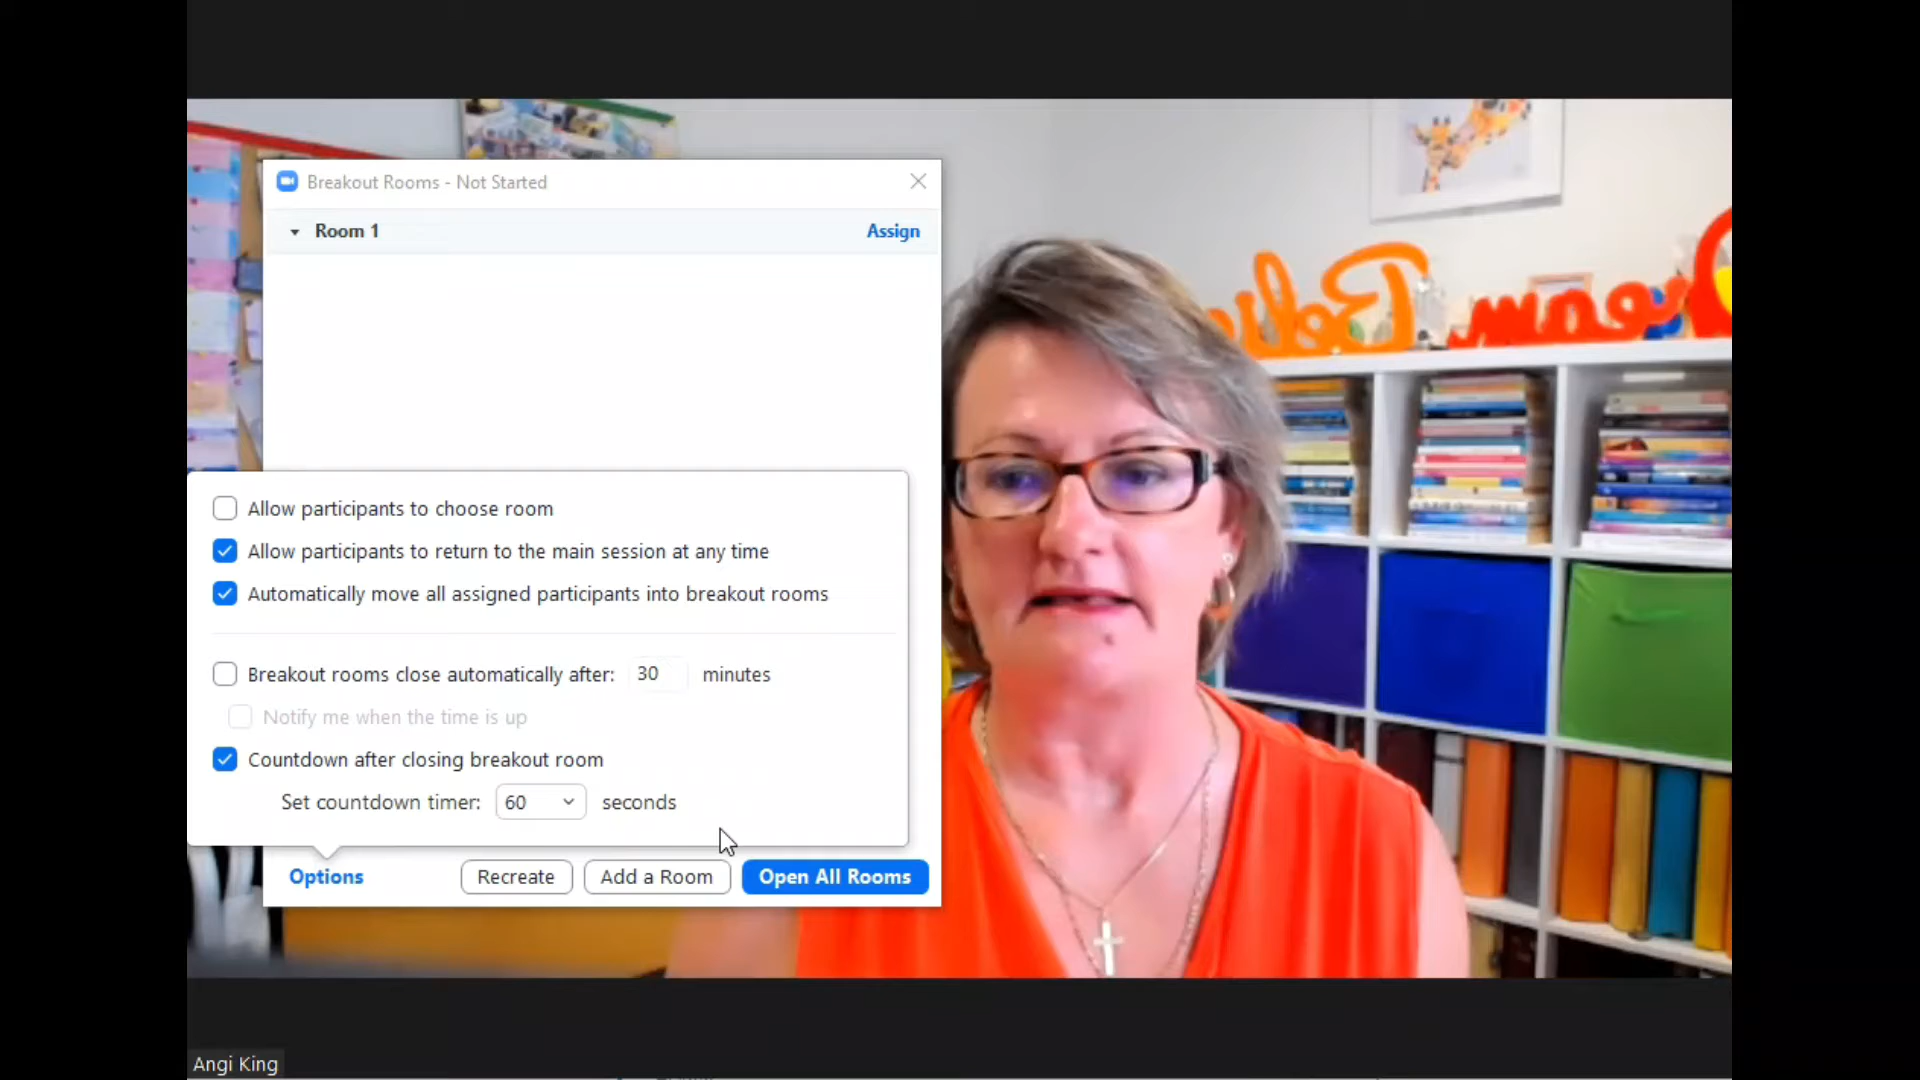 Breakout Rooms - Not Started
Room 1
Assign
Allow participants to choose room
Allow participants to return to the main session at any time
Automatically move all assigned participants into breakout rooms
Breakout rooms close automatically after: 30 minutes
Notify me when the time is up
Countdown after closing breakout room
Set countdown timer: 60 seconds
Options
Recreate
Add a Room
Open All Rooms
Dream
Angi King